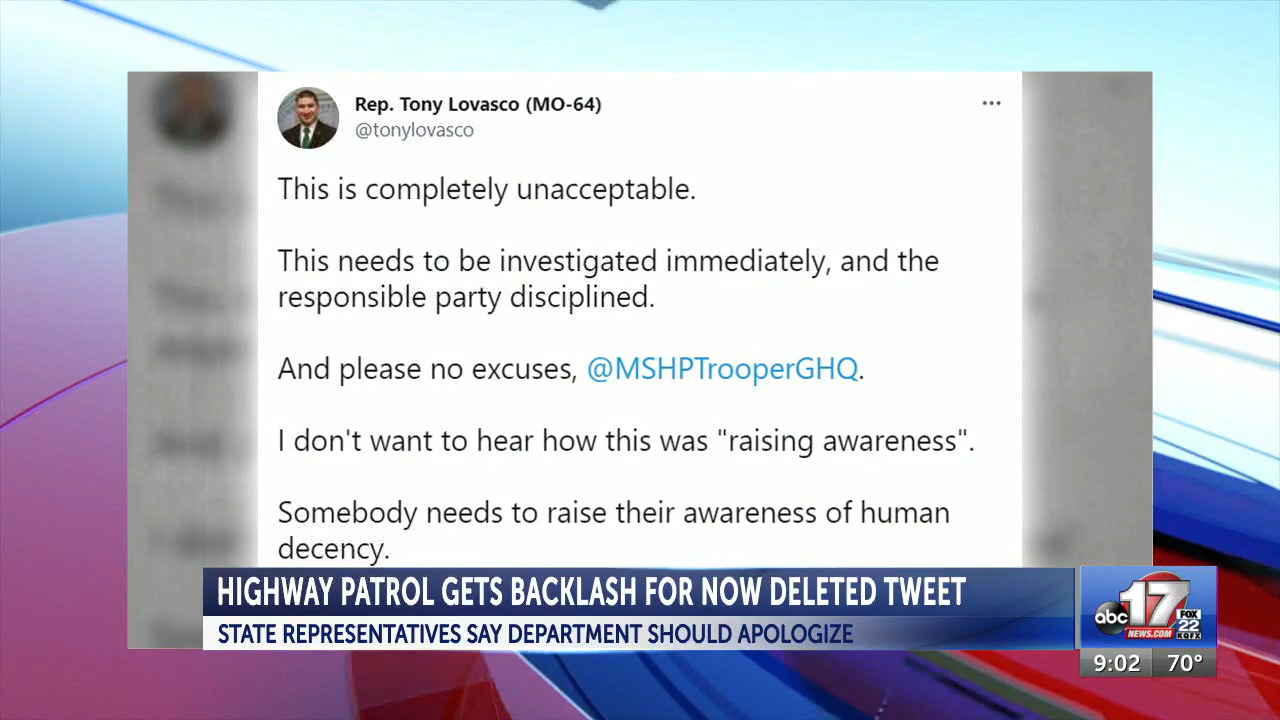 Rep. Tony Lovasco (MO-64)
@tonylovasco
This is completely unacceptable.
This needs to be investigated immediately, and the
responsible party disciplined.
And please no excuses, @MSHPTrooperGHQ.
I don't want to hear how this was "raising awareness".
Somebody needs to raise their awareness of human
decency.
HIGHWAY PATROL GETS BACKLASH FOR NOW DELETED TWEET
STATE REPRESENTATIVES SAY DEPARTMENT SHOULD APOLOGIZE
abc 17
NEWS.COM
FOX
22
KQFX
9:02 70°